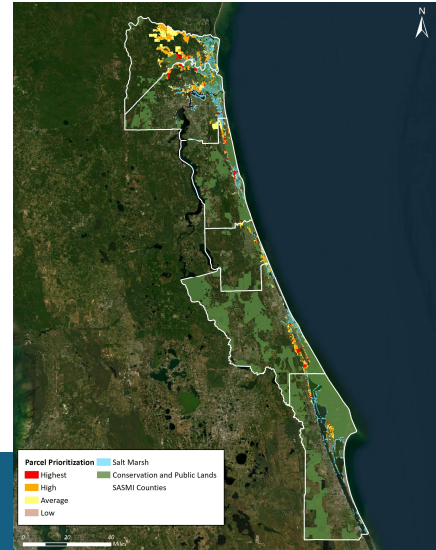 N
Parcel Prioritization
Highest
High
Average
Low
Salt Marsh
Conservation and Public Lands
SASMI Counties
0 20 40
Miles